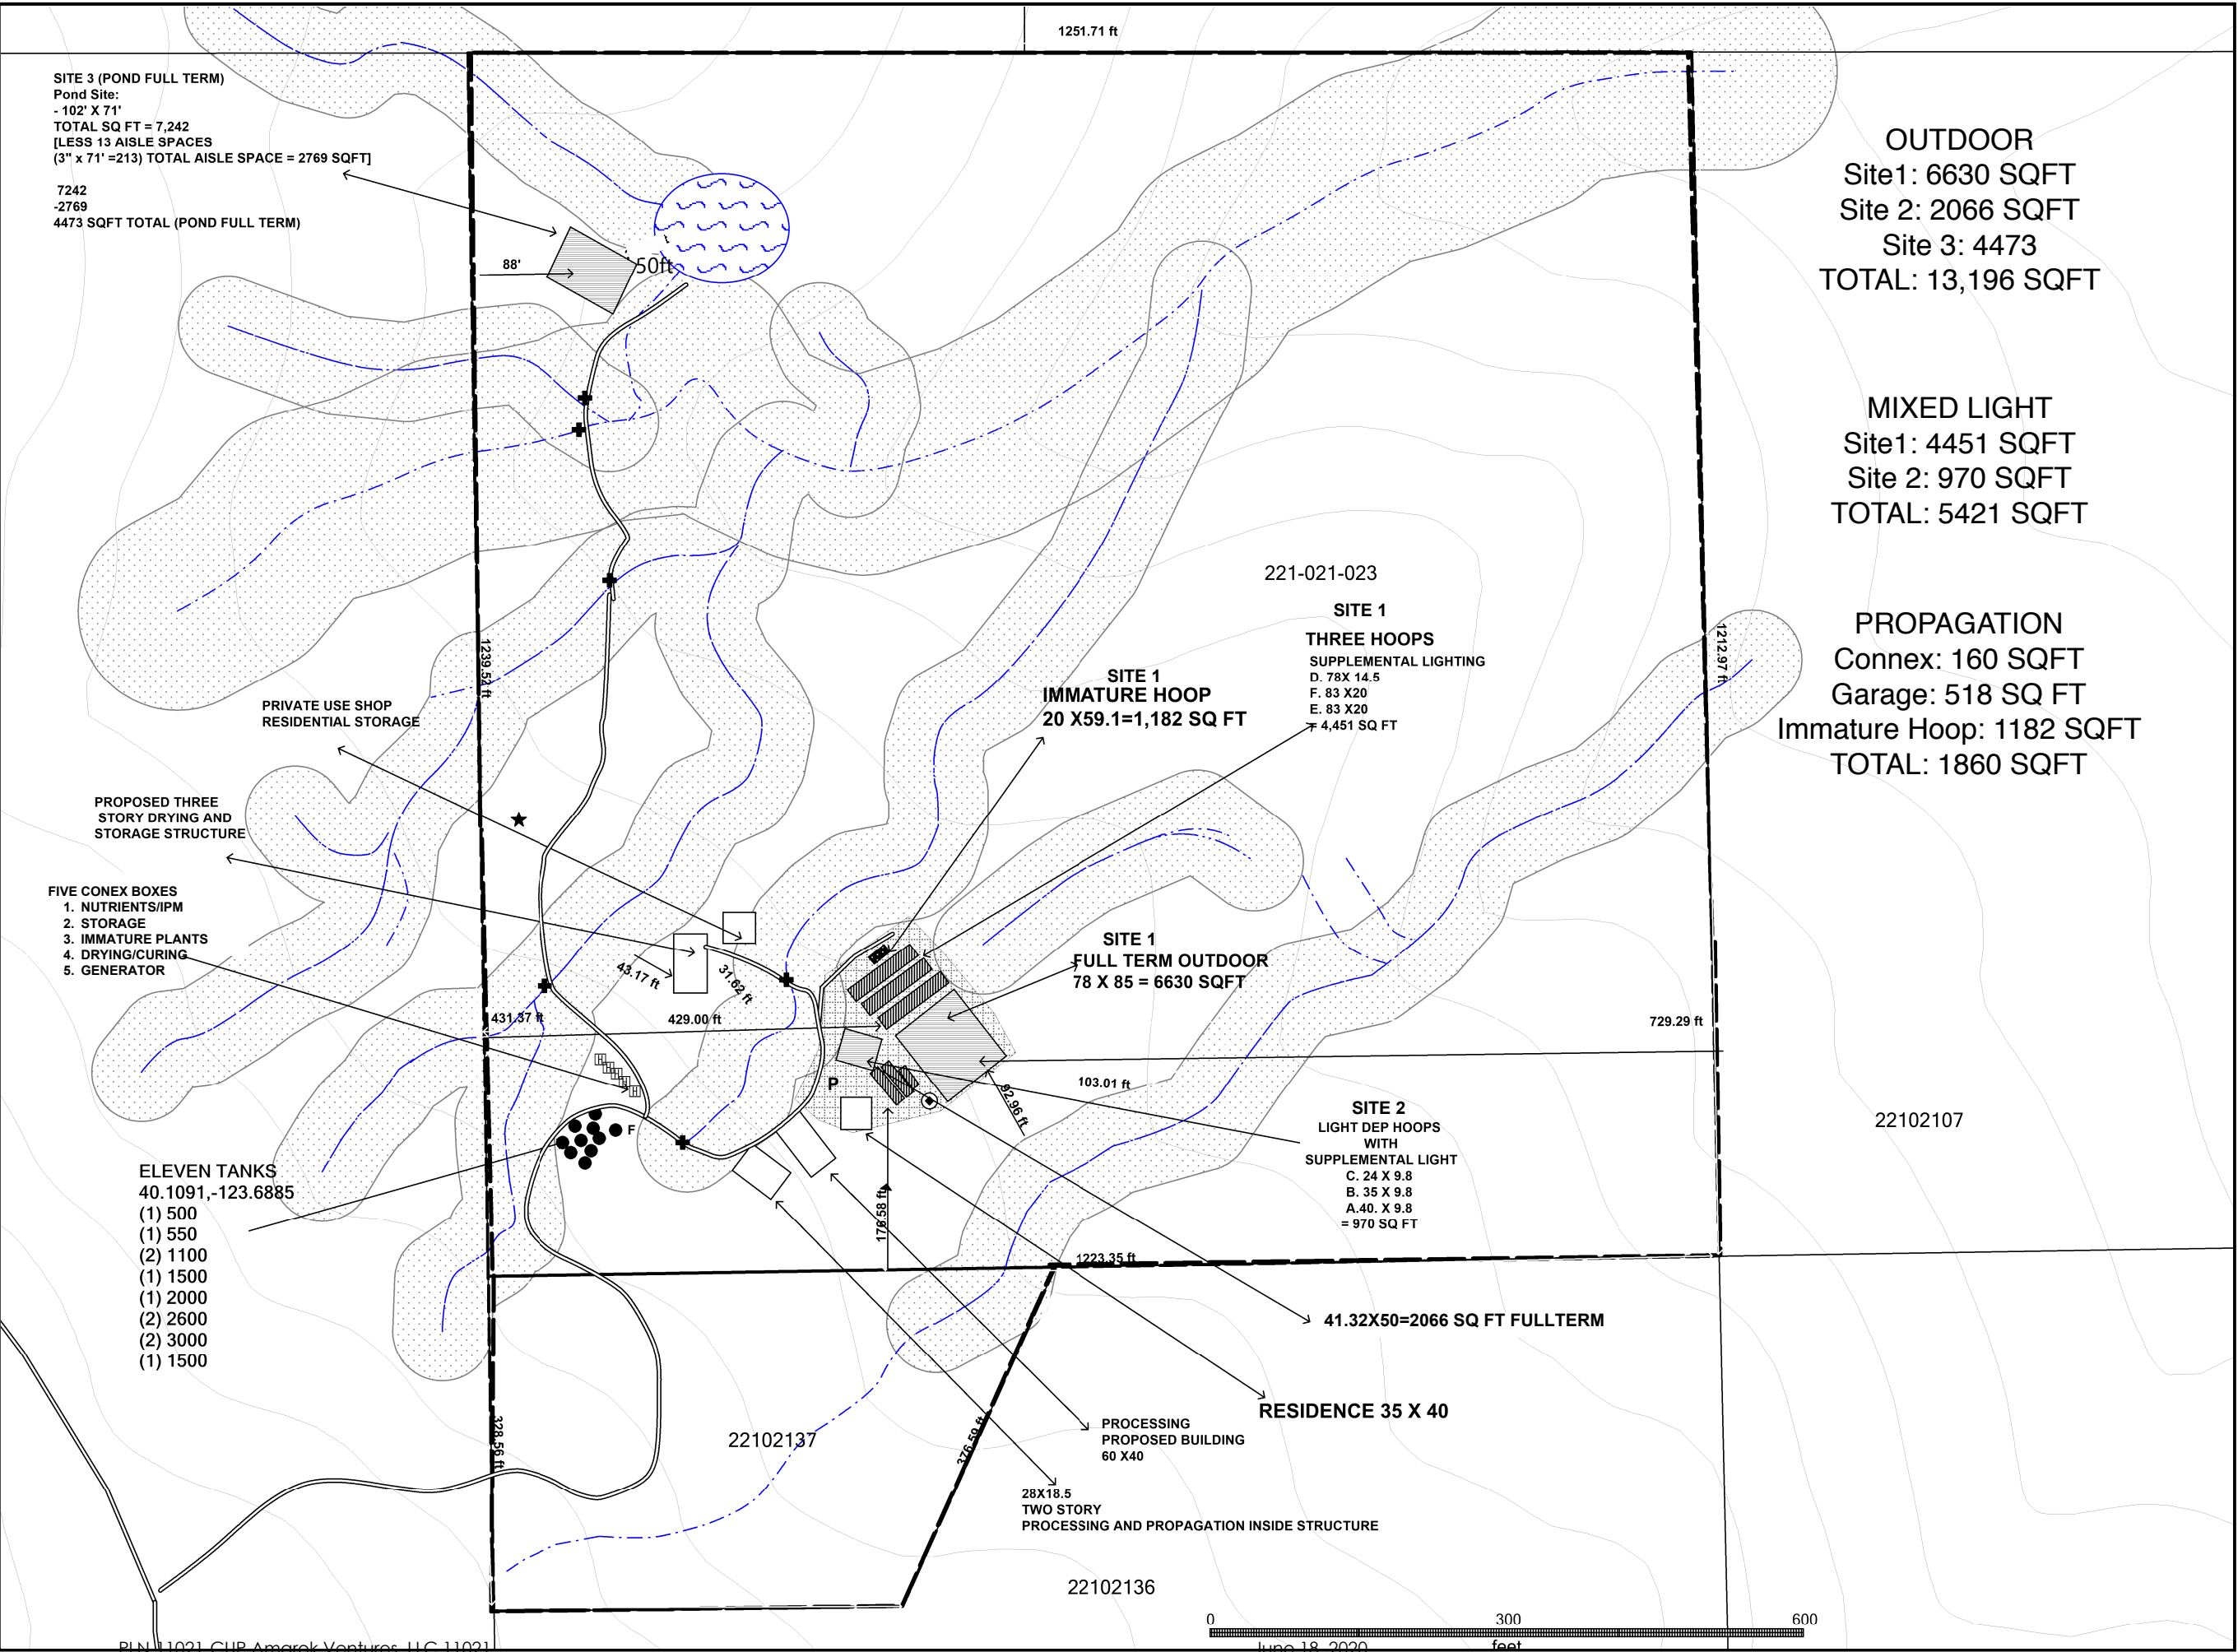 1251.71 ft
SITE 3 (POND FULL TERM)
Pond Site:
- 102' X 71'
TOTAL SQ FT = 7,242
[LESS 13 AISLE SPACES
(3" x 71' =213) TOTAL AISLE SPACE = 2769 SQFT]
7242
-2769
4473 SQFT TOTAL (POND FULL TERM)
88'
50ft
OUTDOOR
Site1: 6630 SQFT
Site 2: 2066 SQFT
Site 3: 4473
TOTAL: 13,196 SQFT
MIXED LIGHT
Site1: 4451 SQFT
Site 2: 970 SQFT
TOTAL: 5421 SQFT
PROPAGATION
Connex: 160 SQFT
Garage: 518 SQ FT
Immature Hoop: 1182 SQFT
TOTAL: 1860 SQFT
221-021-023
SITE 1
THREE HOOPS
SUPPLEMENTAL LIGHTING
D. 78X 14.5
F. 83 X20
E. 83 X20
= 4,451 SQ FT
1239.52 ft
1212.97 ft
SITE 1
IMMATURE HOOP
20 X59.1=1,182 SQ FT
PRIVATE USE SHOP
RESIDENTIAL STORAGE
PROPOSED THREE
STORY DRYING AND
STORAGE STRUCTURE
FIVE CONEX BOXES
1. NUTRIENTS/IPM
2. STORAGE
3. IMMATURE PLANTS
4. DRYING/CURING
5. GENERATOR
SITE 1
FULL TERM OUTDOOR
78 X 85 = 6630 SQFT
43.17 ft
31.62 ft
431.37 ft
429.00 ft
729.29 ft
P
103.01 ft
92.96 ft
F
SITE 2
LIGHT DEP HOOPS
WITH
SUPPLEMENTAL LIGHT
C. 24 X 9.8
B. 35 X 9.8
A.40. X 9.8
= 970 SQ FT
22102107
ELEVEN TANKS
40.1091,-123.6885
(1) 500
(1) 550
(2) 1100
(1) 1500
(1) 2000
(2) 2600
(2) 3000
(1) 1500
176.58 ft
1223.35 ft
41.32X50=2066 SQ FT FULLTERM
RESIDENCE 35 X 40
328.56 ft
22102137
376.59 ft
PROCESSING
PROPOSED BUILDING
60 X40
28X18.5
TWO STORY
PROCESSING AND PROPAGATION INSIDE STRUCTURE
22102136
0 300 600
feet
PLN 11021 CUP Amarok Ventures, LLC 11021
June 18, 2020